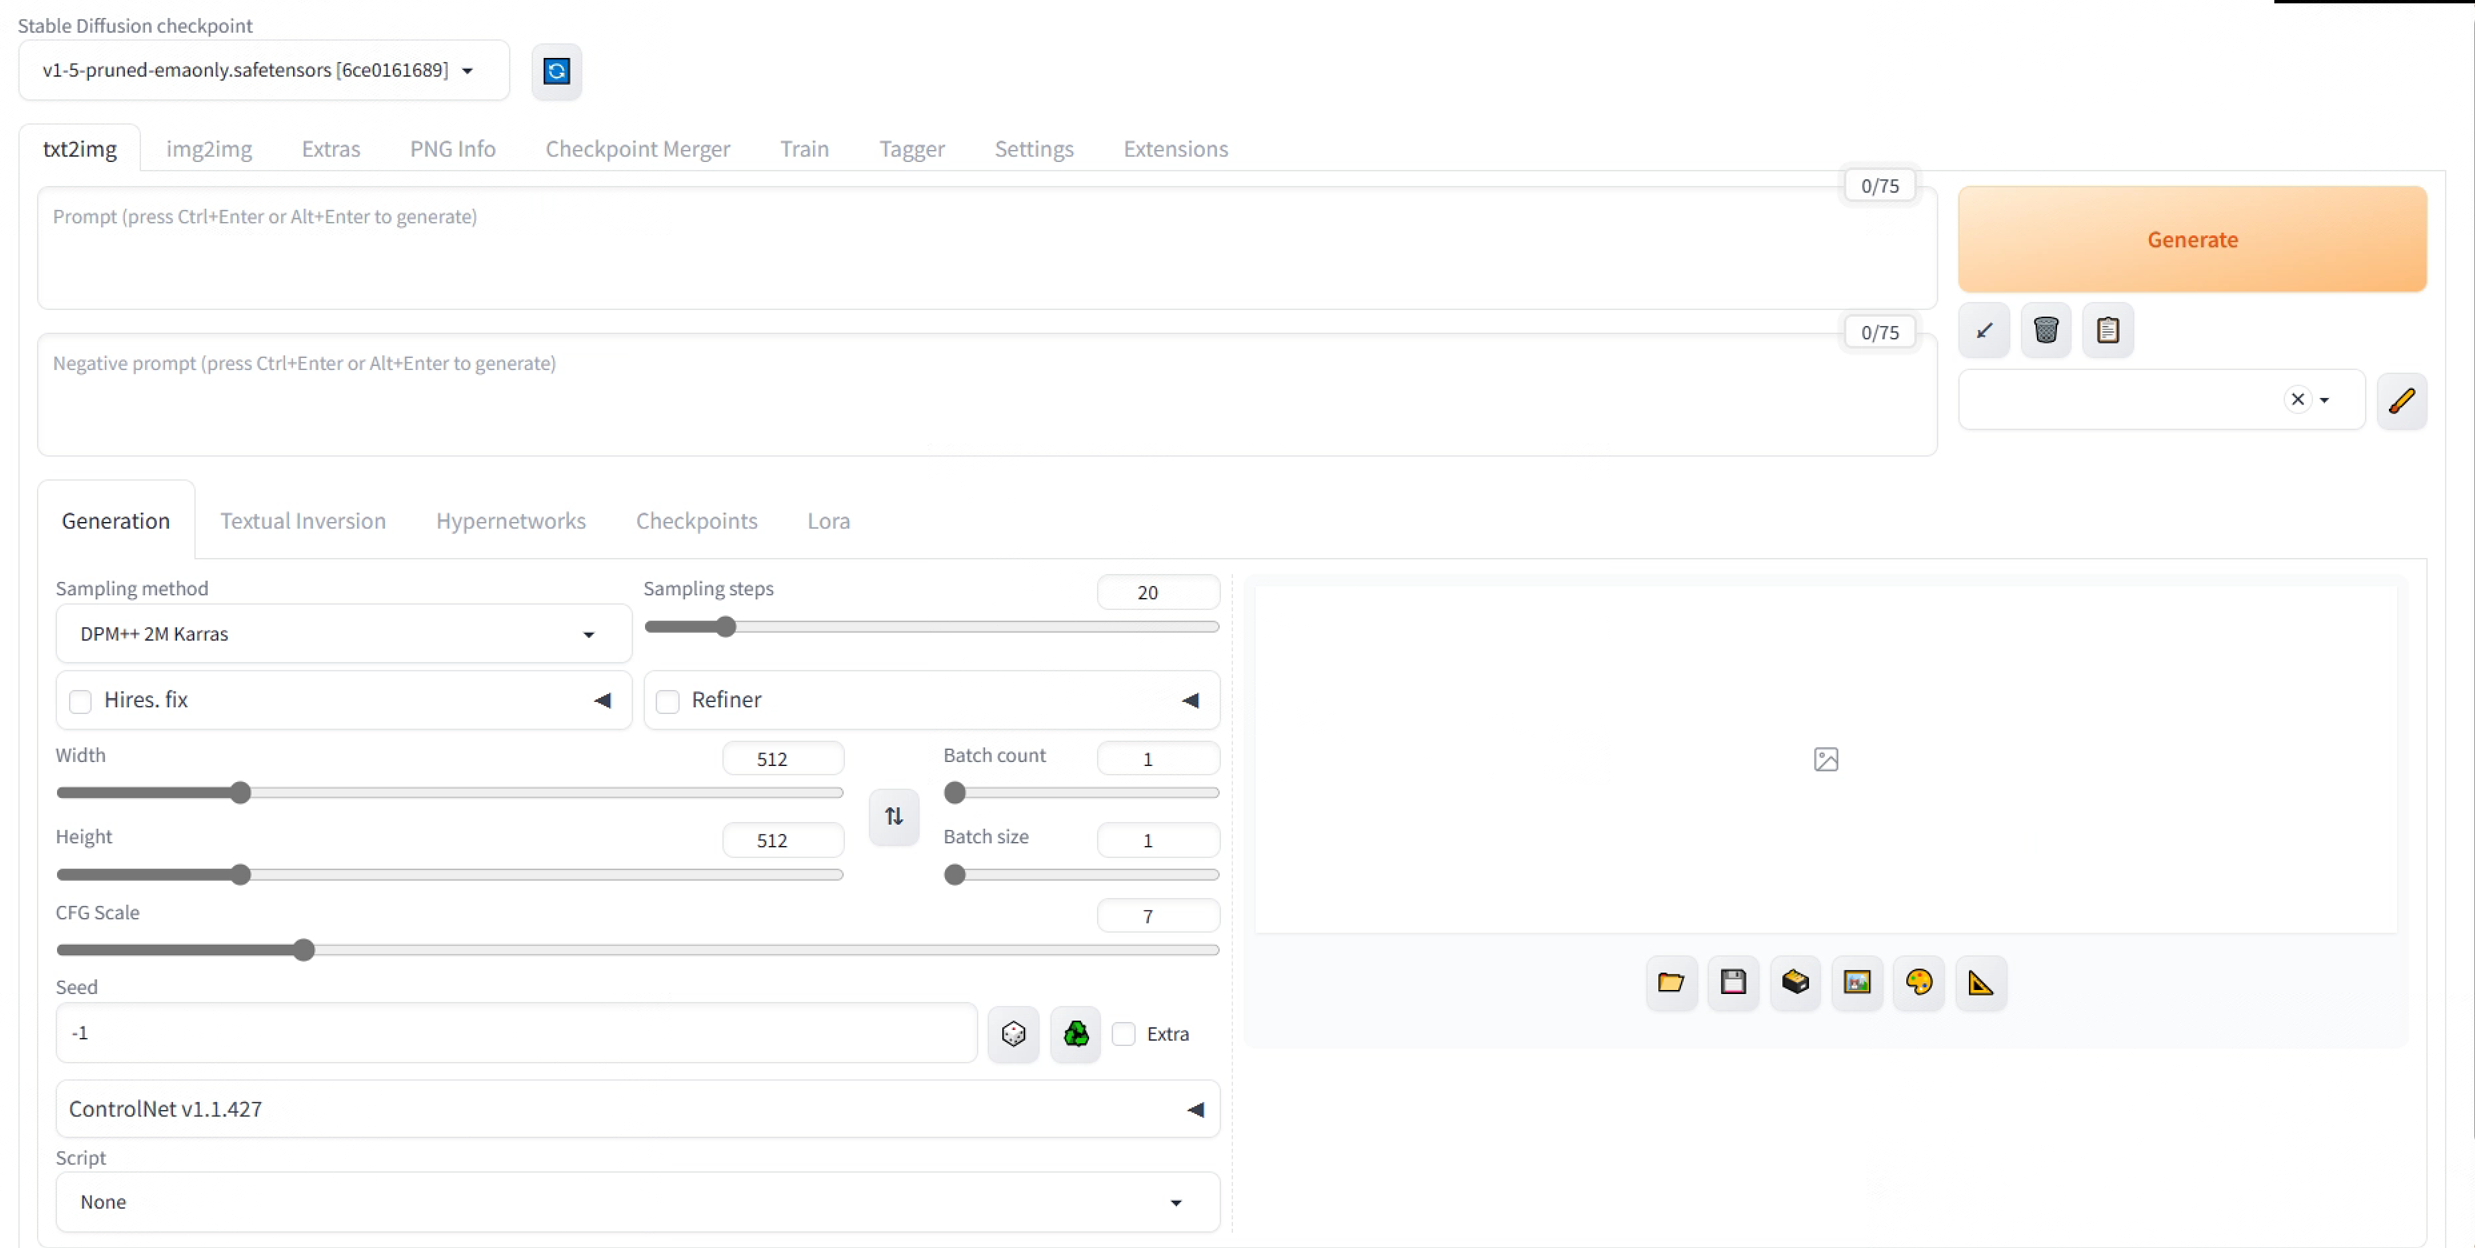 Stable Diffusion checkpoint
v1-5-pruned-emaonly.safetensors [6ce0161689]
txt2img img2img Extras PNG Info Checkpoint Merger Train Tagger Settings Extensions
0/75
Prompt (press Ctrl+Enter or Alt+Enter to generate)
Generate
0/75
Negative prompt (press Ctrl+Enter or Alt+Enter to generate)
Generation Textual Inversion Hypernetworks Checkpoints Lora
Sampling method
DPM++ 2M Karras
Sampling steps 20
Hires. fix
Refiner
Width 512
Batch count 1
Height 512
Batch size 1
CFG Scale 7
Seed
-1
Extra
ControlNet v1.1.427
Script
None